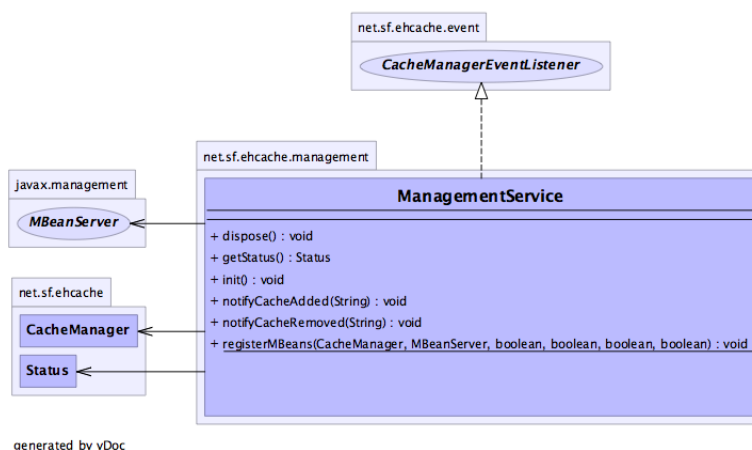 net.sf.ehcache.event
CacheManagerEventListener
net.sf.ehcache.management
javax.management
MBeanServer
ManagementService
+ dispose() : void
+ getStatus() : Status
+ init() : void
+ notifyCacheAdded(String) : void
+ notifyCacheRemoved(String) : void
+ registerMBeans(CacheManager, MBeanServer, boolean, boolean, boolean, boolean) : void
net.sf.ehcache
CacheManager
Status
generated by yDoc